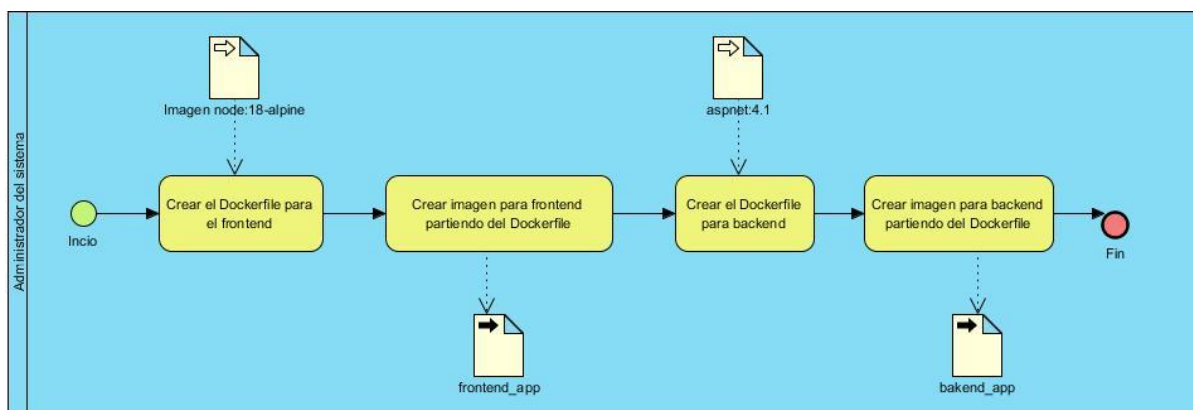 Administrador del sistema
Imagen node:18-alpine
aspnet:4.1
Incio
Crear el Dockerfile para
el frontend
Crear imagen para frontend
partiendo del Dockerfile
Crear el Dockerfile
para backend
Crear imagen para backend
partiendo del Dockerfile
Fin
frontend_app
bakend_app